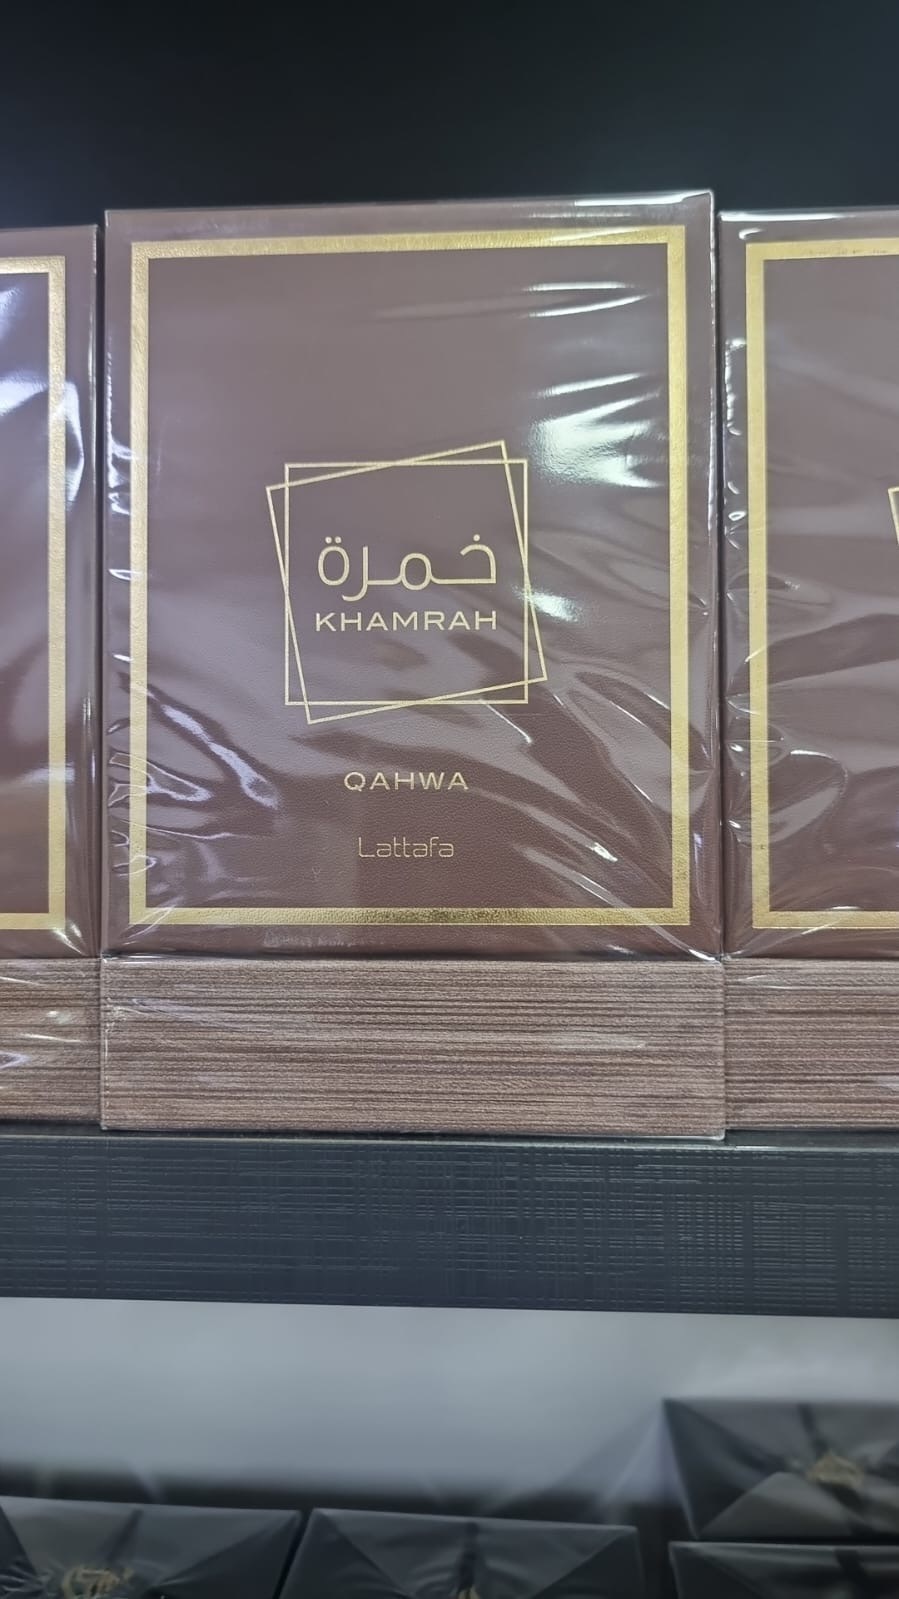 خمرة
KHAMRAH
QAHWA
Lattafa